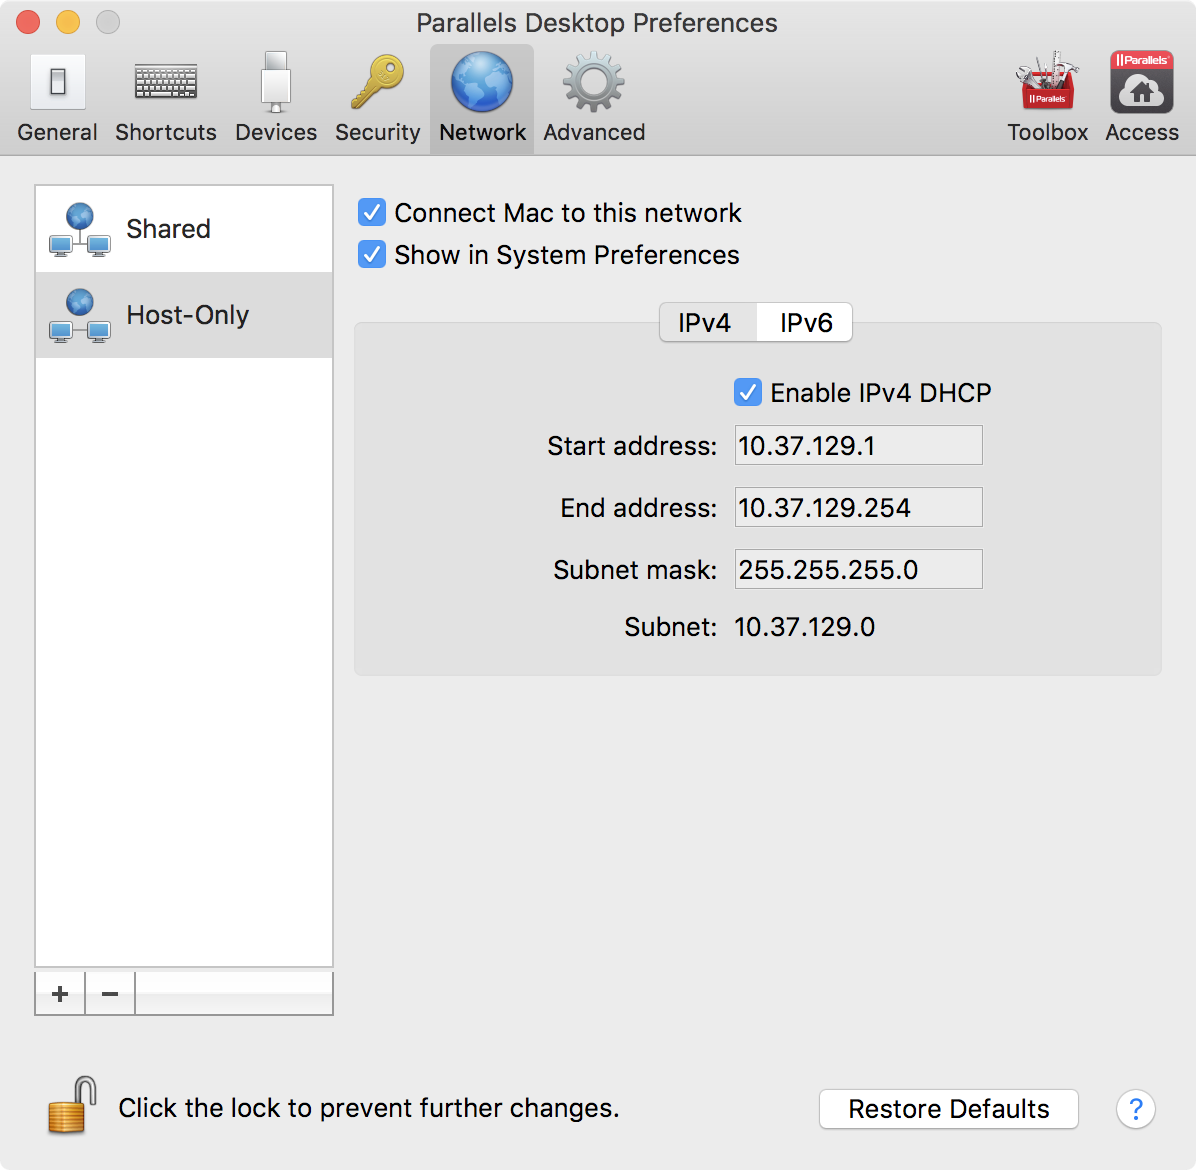 Parallels Desktop Preferences
General Shortcuts Devices Security Network Advanced Toolbox Access
|| Parallels
|| Parallels
Shared
Host-Only
Connect Mac to this network
Show in System Preferences
IPv4 IPv6
Enable IPv4 DHCP
Start address: 10.37.129.1
End address: 10.37.129.254
Subnet mask: 255.255.255.0
Subnet: 10.37.129.0
+ −
Click the lock to prevent further changes.
Restore Defaults ?